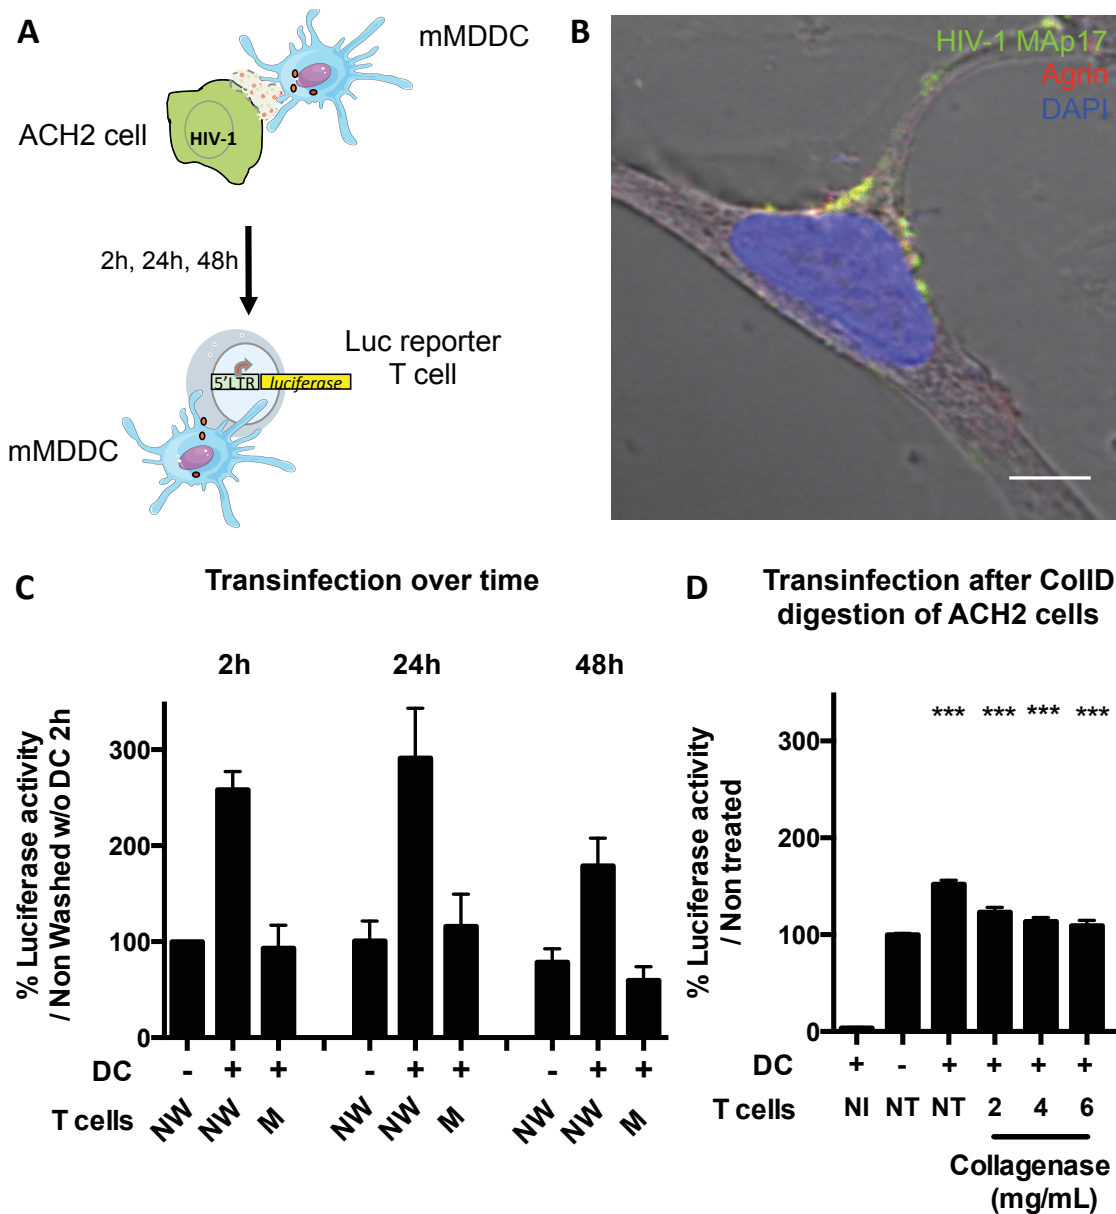 A
mMDDC
ACH2 cell
HIV-1
2h, 24h, 48h
Luc reporter
T cell
5'LTR luciferase
mMDDC
B
HIV-1 MAp17
Agrin
DAPI
C
Transinfection over time
2h 24h 48h
% Luciferase activity
/ Non Washed w/o DC 2h
300
200
100
0
DC - + + - + + - + +
T cells NW NW M NW NW M NW NW M
D
Transinfection after CollD
digestion of ACH2 cells
% Luciferase activity
/ Non treated
*** *** *** ***
300
200
100
0
DC + - + + + +
T cells NI NT NT 2 4 6
Collagenase
(mg/mL)